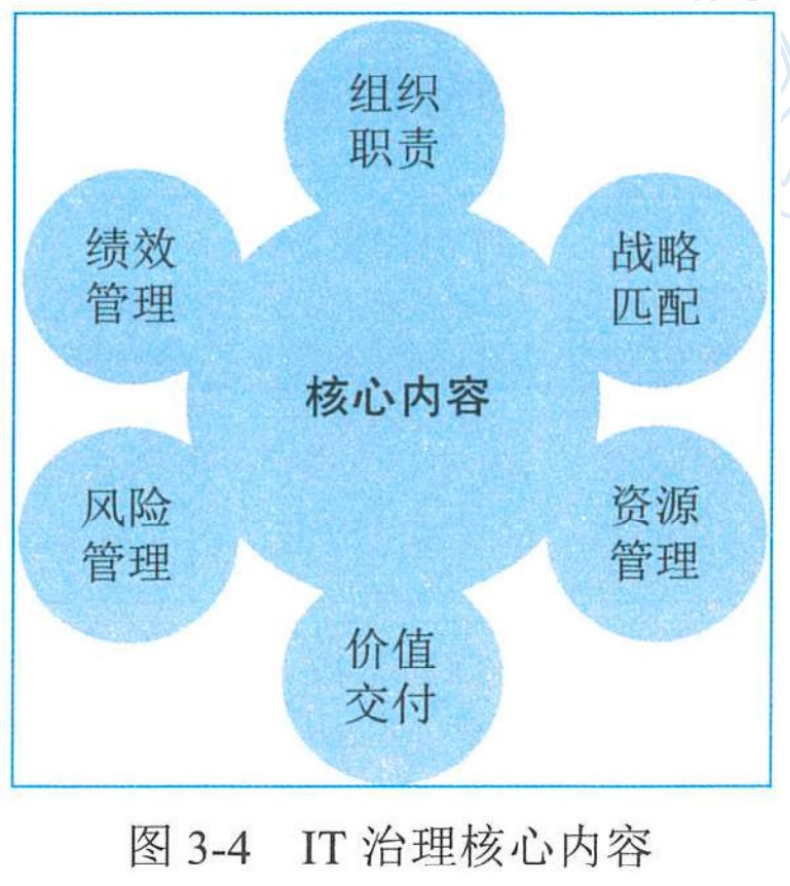 组织
职责
绩效
管理
战略
匹配
核心内容
风险
管理
资源
管理
价值
交付
图 3-4 IT 治理核心内容